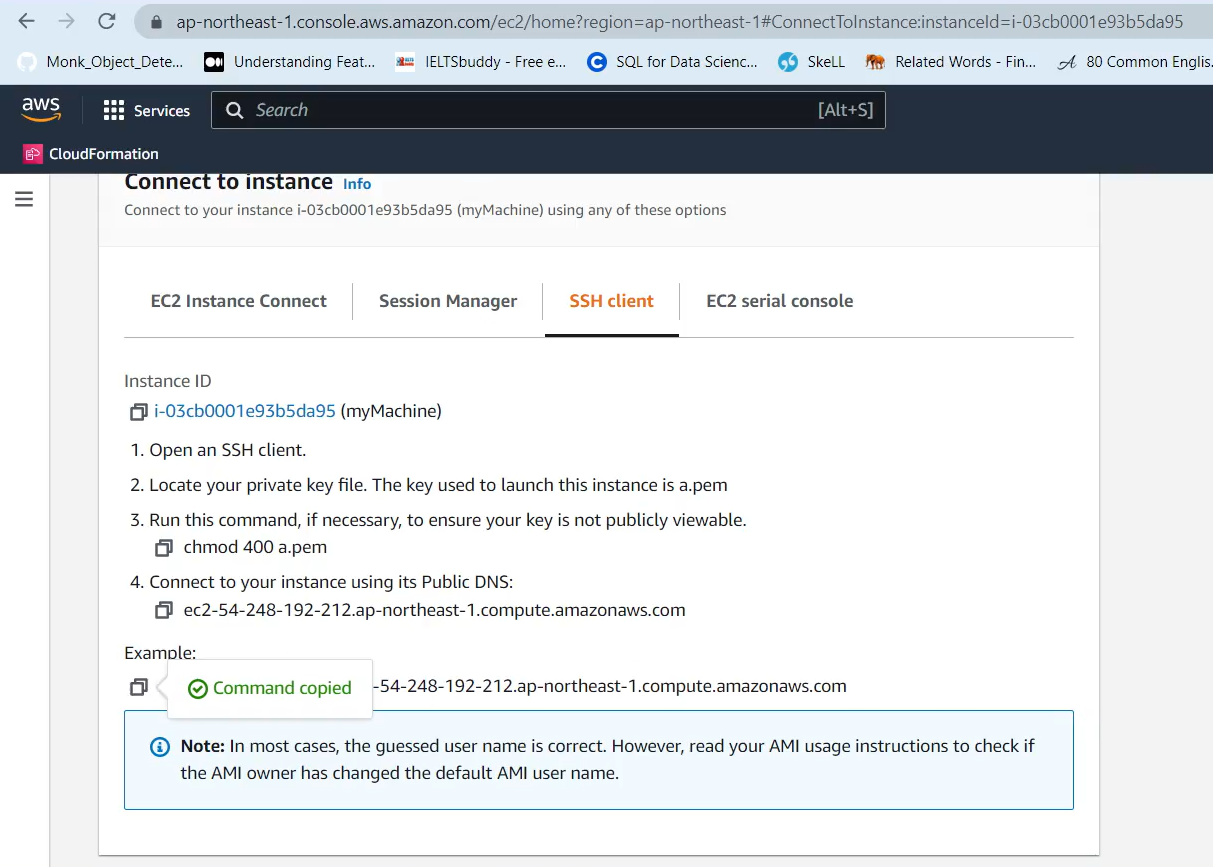 ap-northeast-1.console.aws.amazon.com/ec2/home?region=ap-northeast-1#ConnectToInstance:instanceId=i-03cb0001e93b5da95
Monk_Object_Dete... Understanding Feat... IELTSbuddy - Free e... C SQL for Data Scienc... SkeLL Related Words - Fin... 80 Common Englis.
aws Services Search [Alt+S]
CloudFormation
Connect to instance Info
Connect to your instance i-03cb0001e93b5da95 (myMachine) using any of these options
EC2 Instance Connect Session Manager SSH client EC2 serial console
Instance ID
i-03cb0001e93b5da95 (myMachine)
1. Open an SSH client.
2. Locate your private key file. The key used to launch this instance is a.pem
3. Run this command, if necessary, to ensure your key is not publicly viewable.
chmod 400 a.pem
4. Connect to your instance using its Public DNS:
ec2-54-248-192-212.ap-northeast-1.compute.amazonaws.com
Example:
Command copied -54-248-192-212.ap-northeast-1.compute.amazonaws.com
Note: In most cases, the guessed user name is correct. However, read your AMI usage instructions to check if
the AMI owner has changed the default AMI user name.